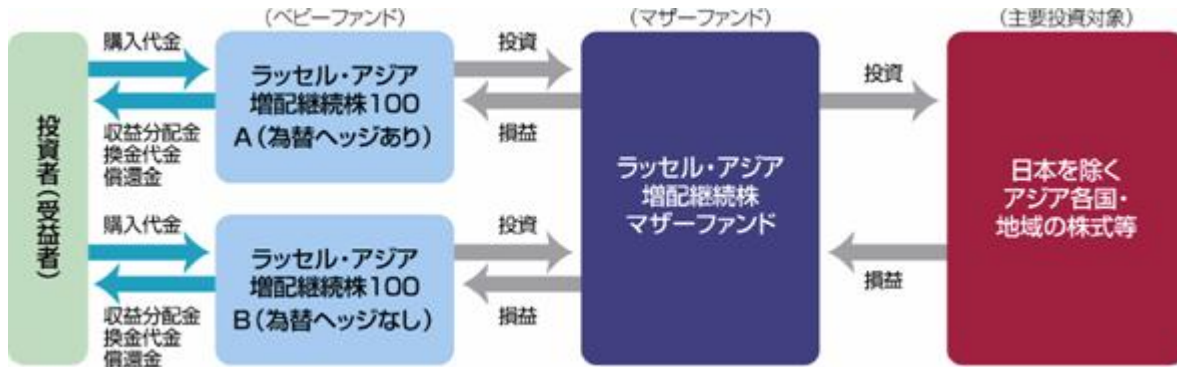 (ベビーファンド)
(マザーファンド)
(主要投資対象)
投資者(受益者)
購入代金
収益分配金
換金代金
償還金
ラッセル・アジア
増配継続株100
A(為替ヘッジあり)
投資
損益
購入代金
収益分配金
換金代金
償還金
ラッセル・アジア
増配継続株100
B(為替ヘッジなし)
投資
損益
ラッセル・アジア
増配継続株
マザーファンド
投資
損益
日本を除く
アジア各国・
地域の株式等